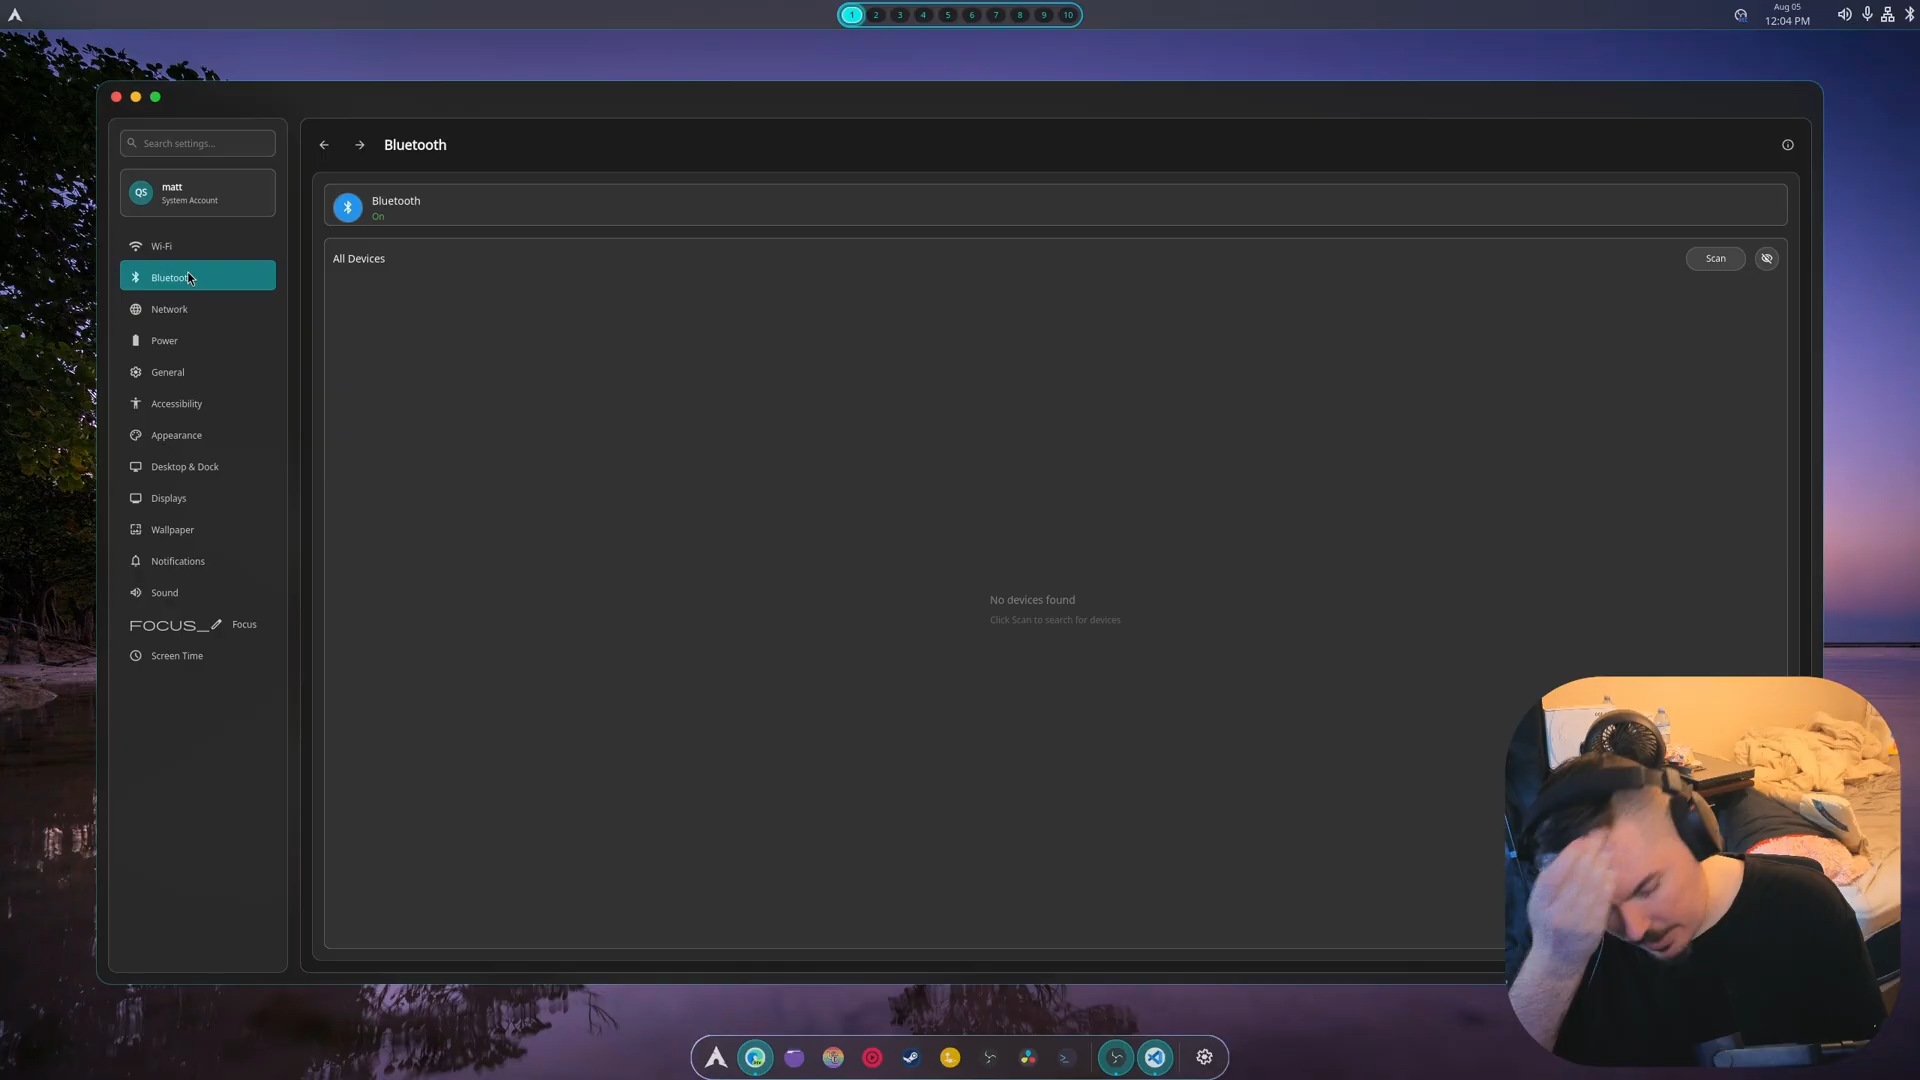 1 2 3 4 5 6 7 8 9 10
Aug 05
12:04 PM
Search settings...
Bluetooth
QS
matt
System Account
Bluetooth
On
Wi-Fi
All Devices
Scan
Network
Power
General
Accessibility
Appearance
Desktop & Dock
Displays
Wallpaper
Notifications
Sound
No devices found
Click Scan to search for devices
FOCUS_
Focus
Screen Time